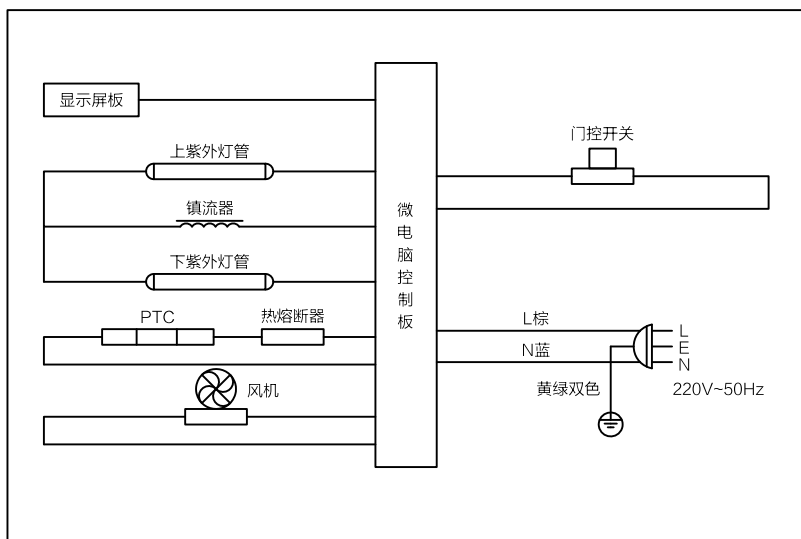 显示屏板
上紫外灯管
镇流器
下紫外灯管
PTC
热熔断器
风机
微电脑控制板
门控开关
L棕
N蓝
黄绿双色
L
E
N
220V~50Hz